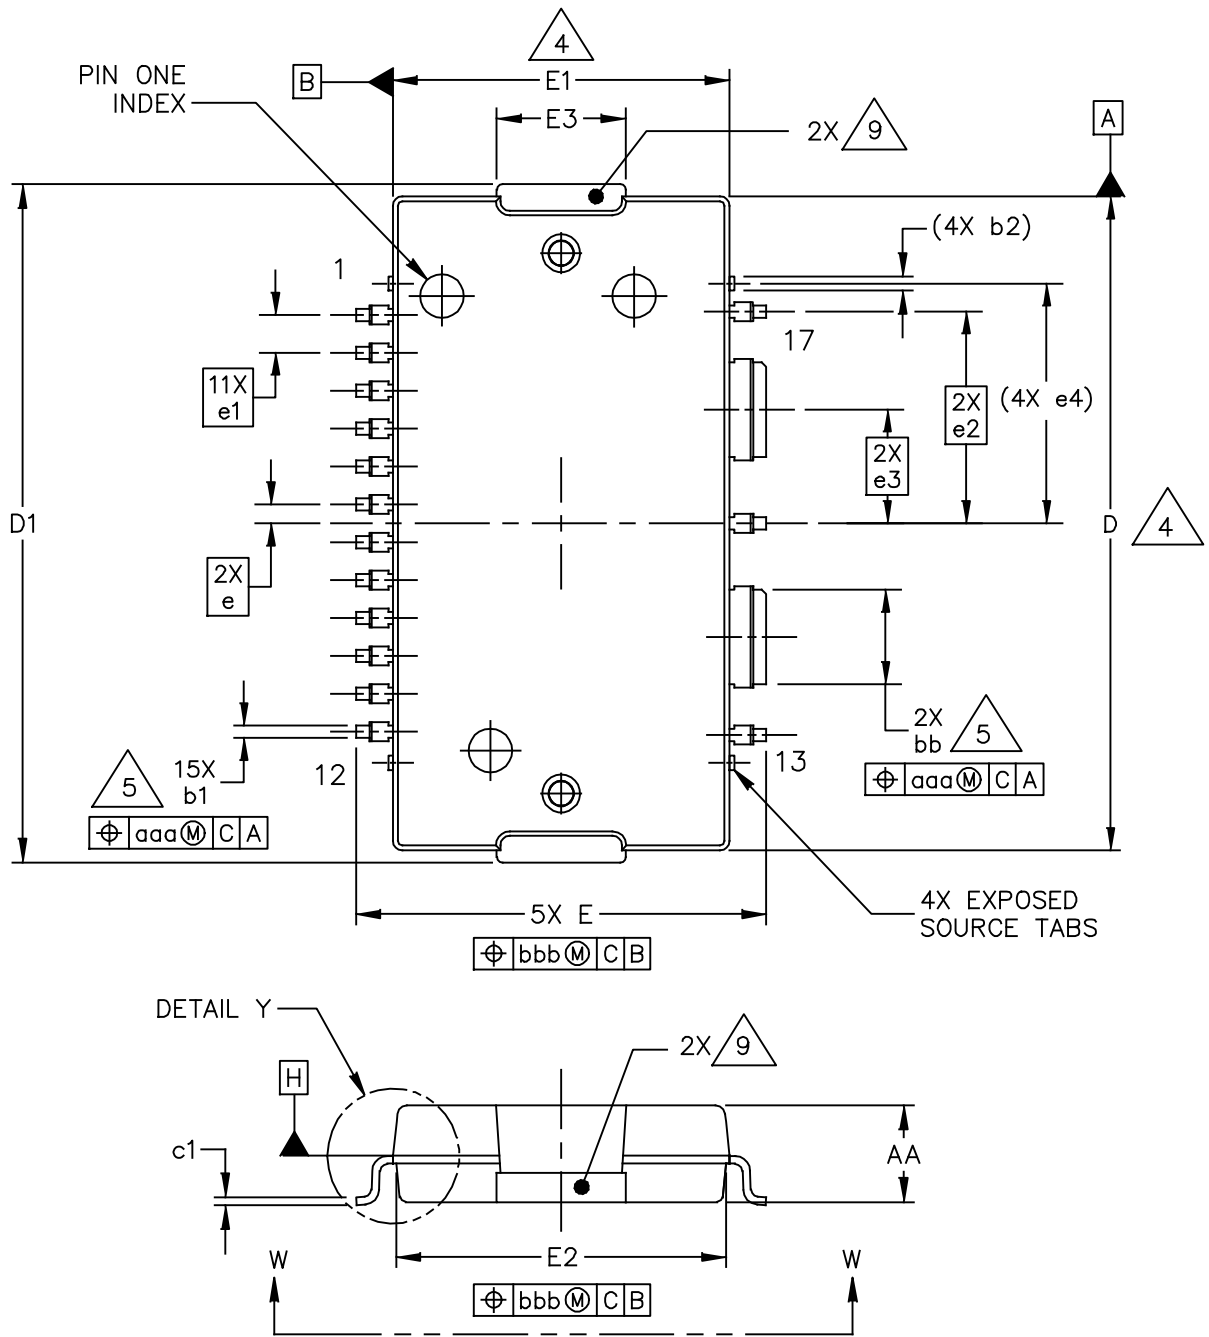 4
PIN ONE
INDEX
B
E1
E3
2X 9
A
(4X b2)
1
17
11X
e1
2X
e2
(4X e4)
2X
e3
D1
D 4
2X
e
2X
bb 5
5 15X
b1
12
13
⌖ aaa Ⓜ C A
⌖ aaa Ⓜ C A
4X EXPOSED
SOURCE TABS
5X E
⌖ bbb Ⓜ C B
DETAIL Y
2X 9
H
c1
AA
E2
W
W
⌖ bbb Ⓜ C B